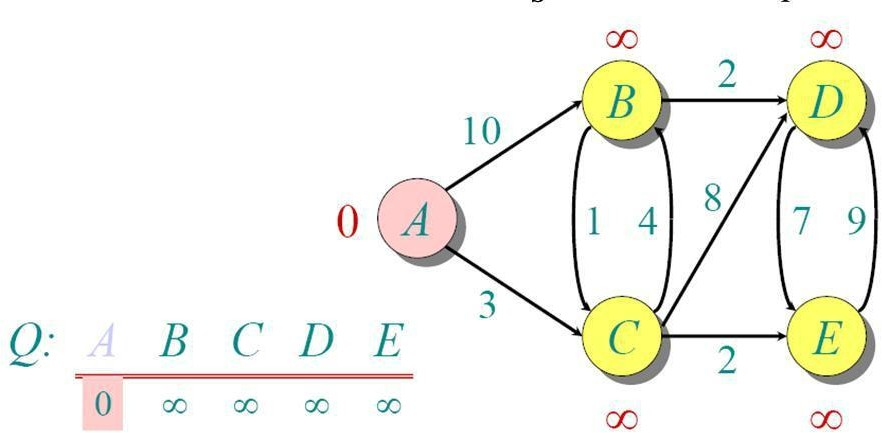 ∞ ∞
2
B D
10
8
0 A 1 4 7 9
3
Q: A B C D E
C E
2
0 ∞ ∞ ∞ ∞
∞ ∞